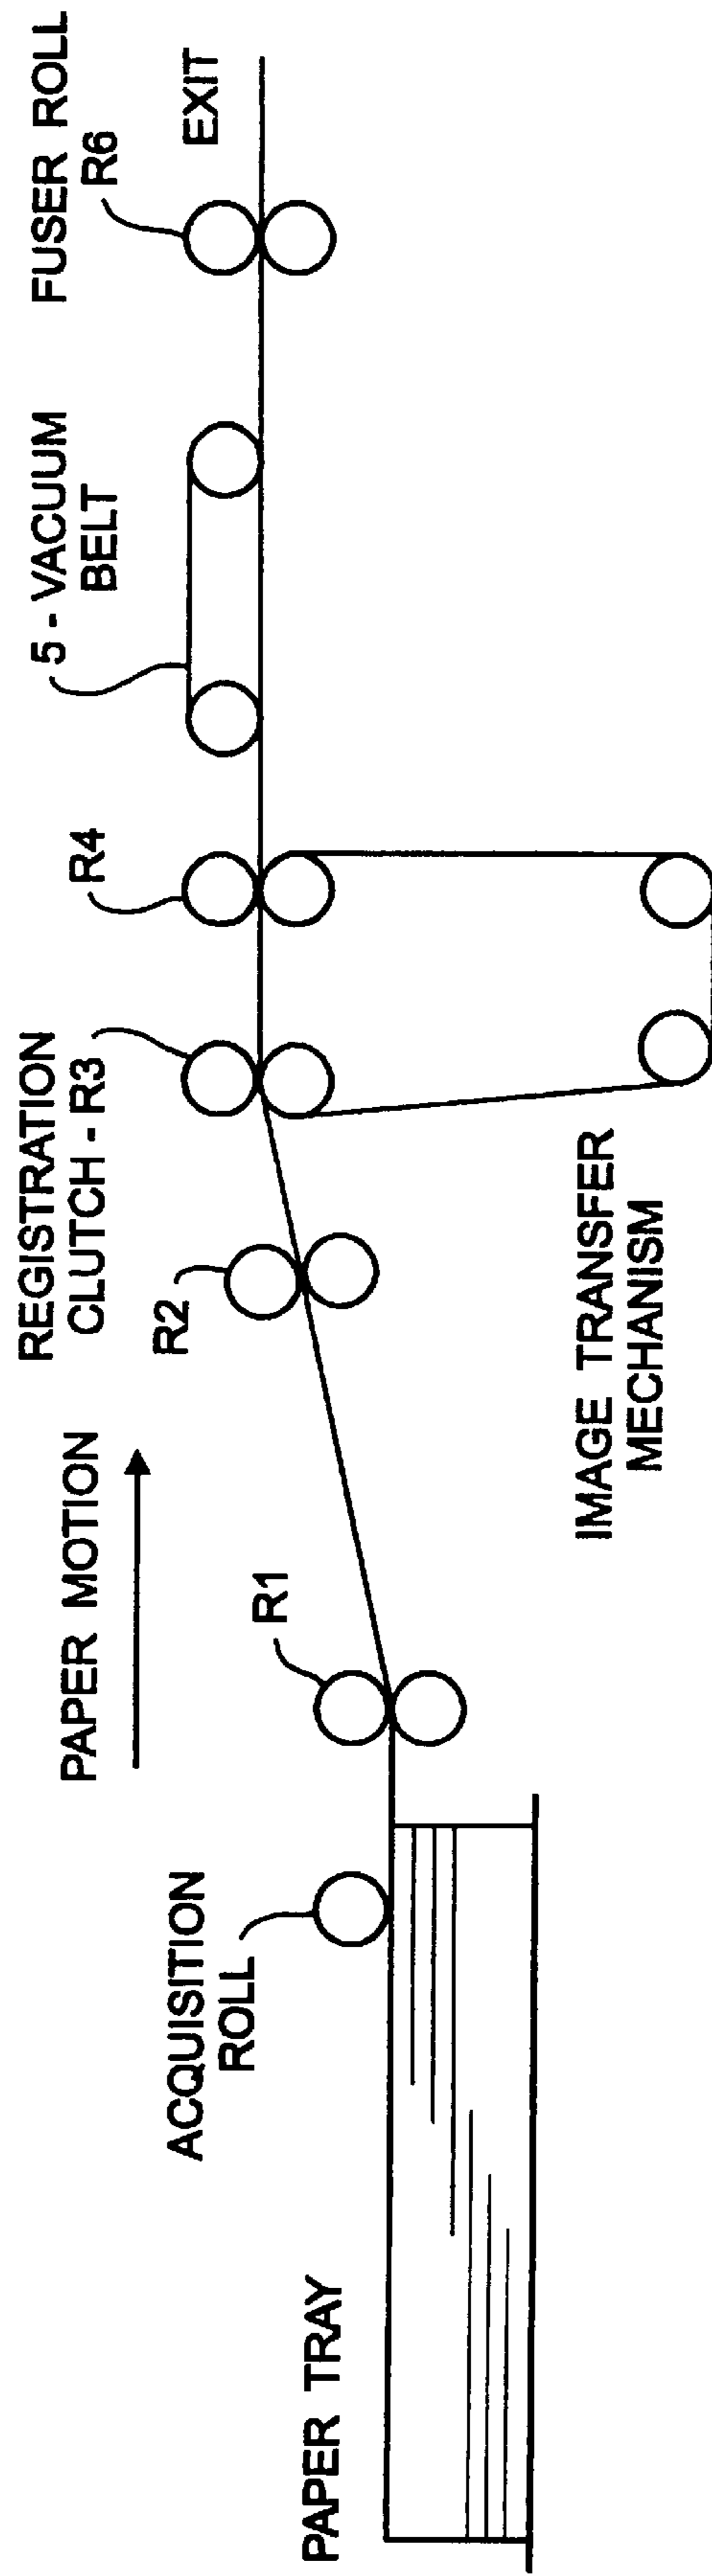 PAPER TRAY
ACQUISITION
ROLL
PAPER MOTION
R1
R2
REGISTRATION
CLUTCH - R3
IMAGE TRANSFER
MECHANISM
R4
5 - VACUUM
BELT
FUSER ROLL
R6
EXIT